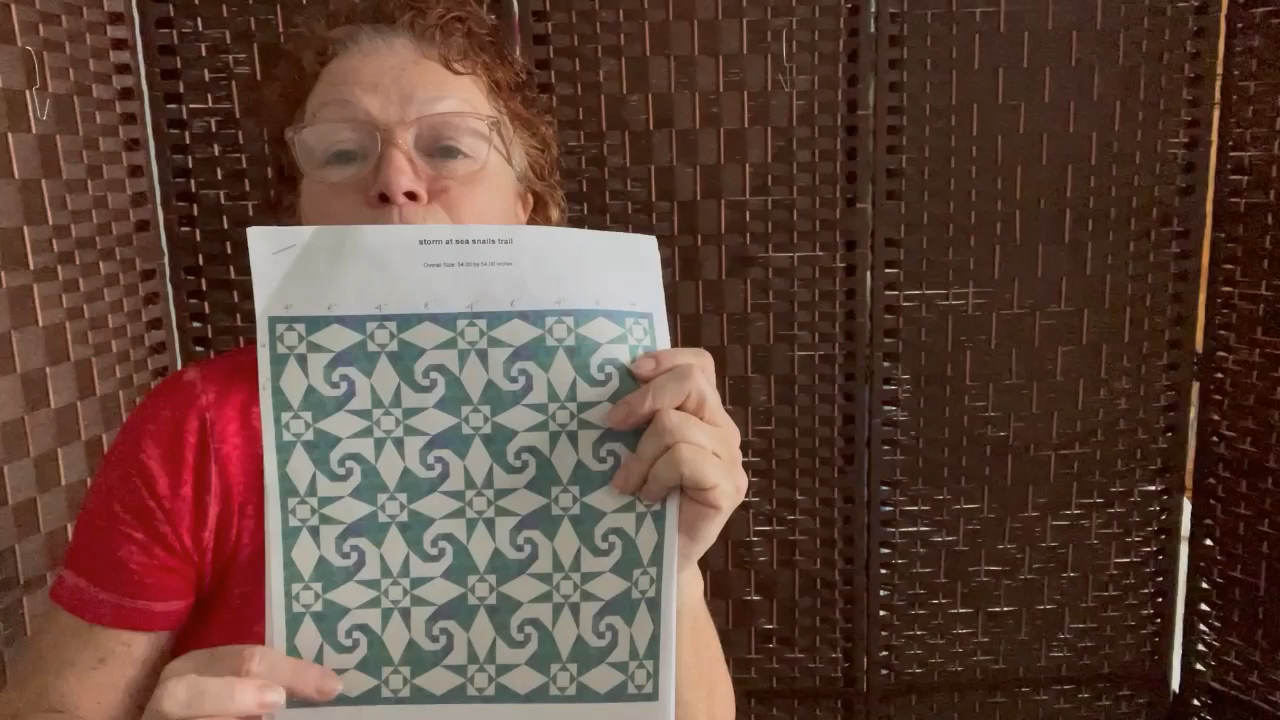 storm at sea snails trail
Overall Size: 54.00 by 54.00 inches